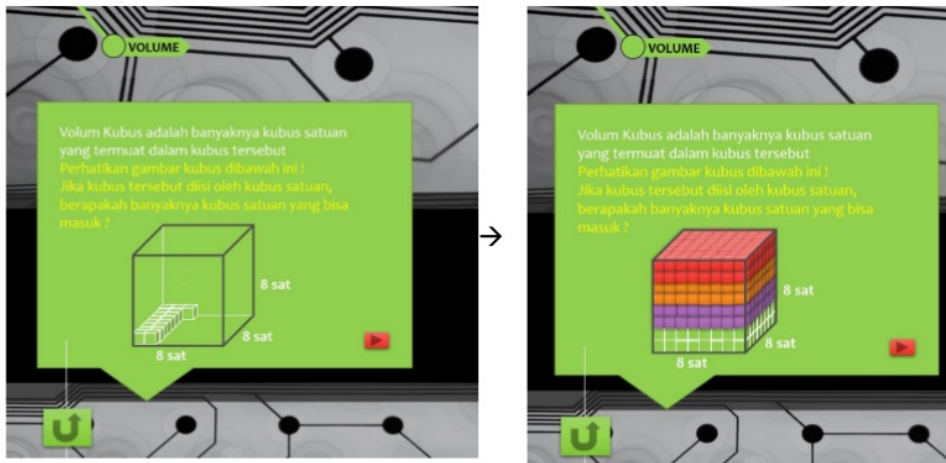 VOLUME
Volum Kubus adalah banyaknya kubus satuan
yang termuat dalam kubus tersebut
Perhatikan gambar kubus dibawah ini !
Jika kubus tersebut diisi oleh kubus satuan,
berapakah banyaknya kubus satuan yang bisa
masuk ?
8 sat
8 sat
8 sat
→
VOLUME
Volum Kubus adalah banyaknya kubus satuan
yang termuat dalam kubus tersebut
Perhatikan gambar kubus dibawah ini !
Jika kubus tersebut diisi oleh kubus satuan,
berapakah banyaknya kubus satuan yang bisa
masuk ?
8 sat
8 sat
8 sat